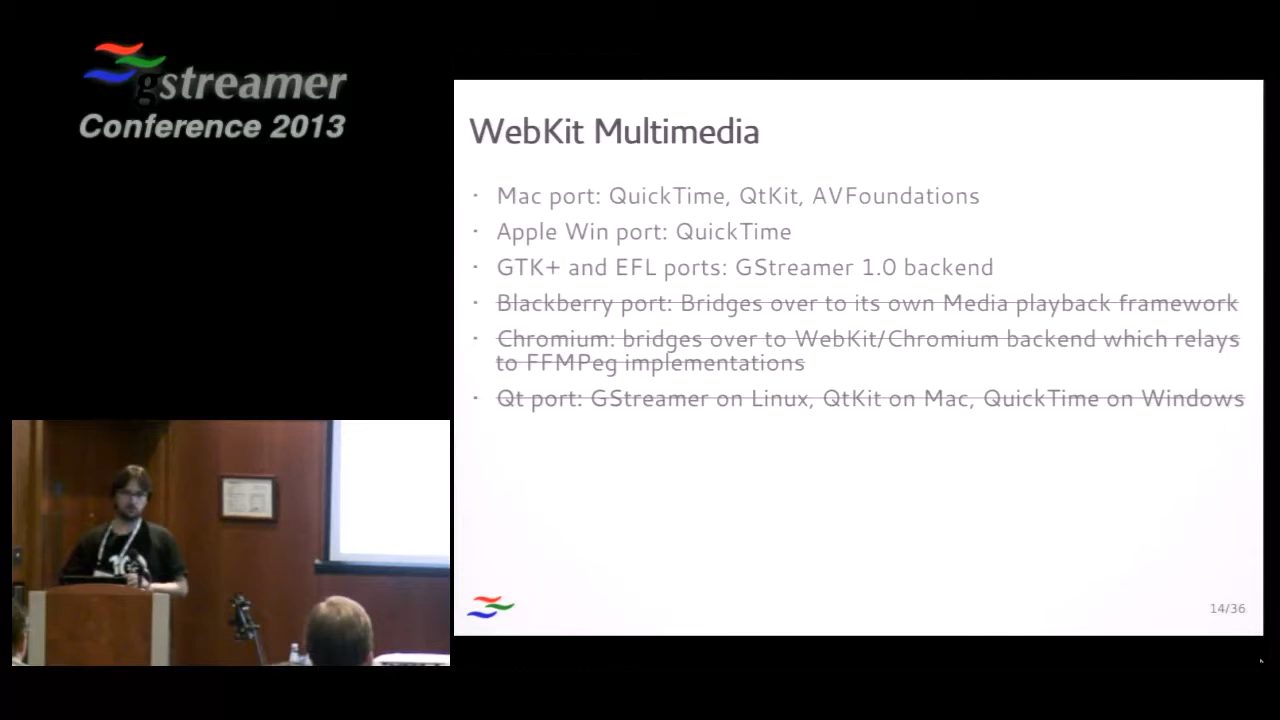 gstreamer
Conference 2013
WebKit Multimedia
· Mac port: QuickTime, QtKit, AVFoundations
· Apple Win port: QuickTime
· GTK+ and EFL ports: GStreamer 1.0 backend
· Blackberry port: Bridges over to its own Media playback framework
· Chromium: bridges over to WebKit/Chromium backend which relays
to FFMPeg implementations
· Qt port: GStreamer on Linux, QtKit on Mac, QuickTime on Windows
14/36